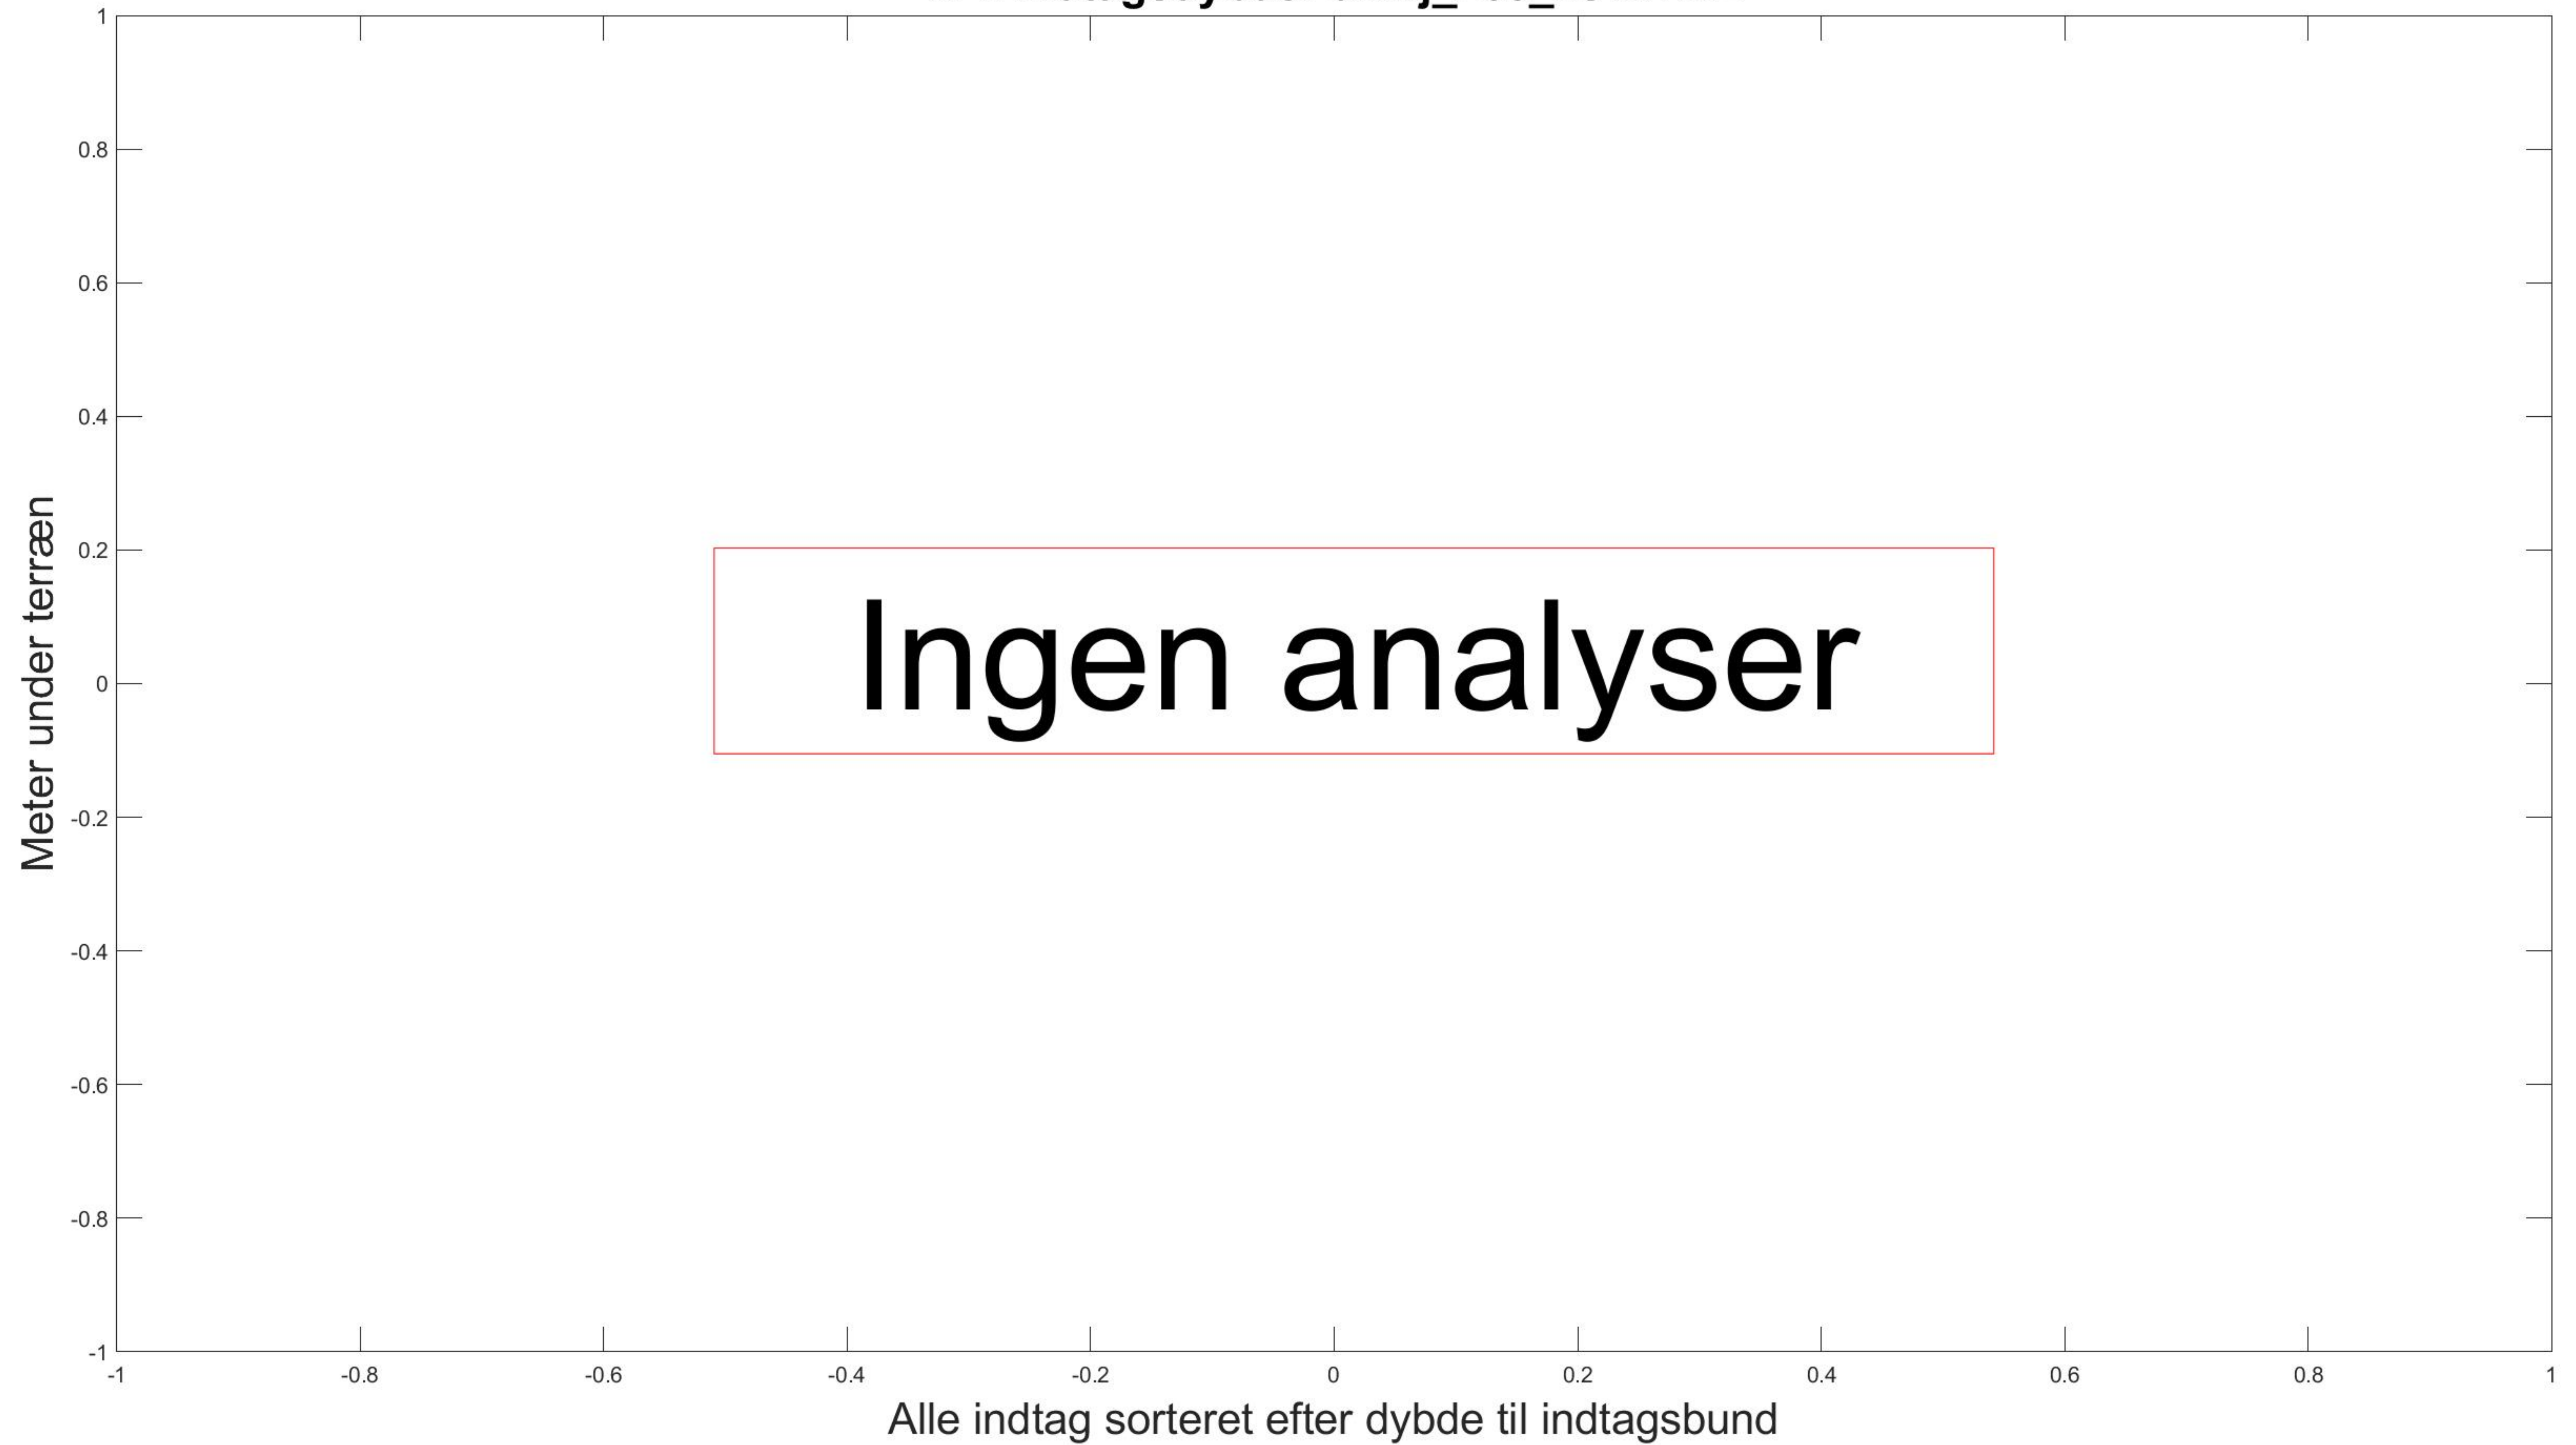 1
0.8
0.6
0.4
0.2
0
-0.2
-0.4
-0.6
-0.8
-1
Meter under terræn
Ingen analyser
-1 -0.8 -0.6 -0.4 -0.2 0 0.2 0.4 0.6 0.8 1
Alle indtag sorteret efter dybde til indtagsbund